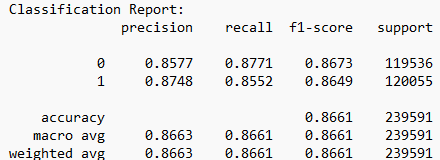 Classification Report:
precision recall f1-score support
0 0.8577 0.8771 0.8673 119536
1 0.8748 0.8552 0.8649 120055
accuracy 0.8661 239591
macro avg 0.8663 0.8661 0.8661 239591
weighted avg 0.8663 0.8661 0.8661 239591